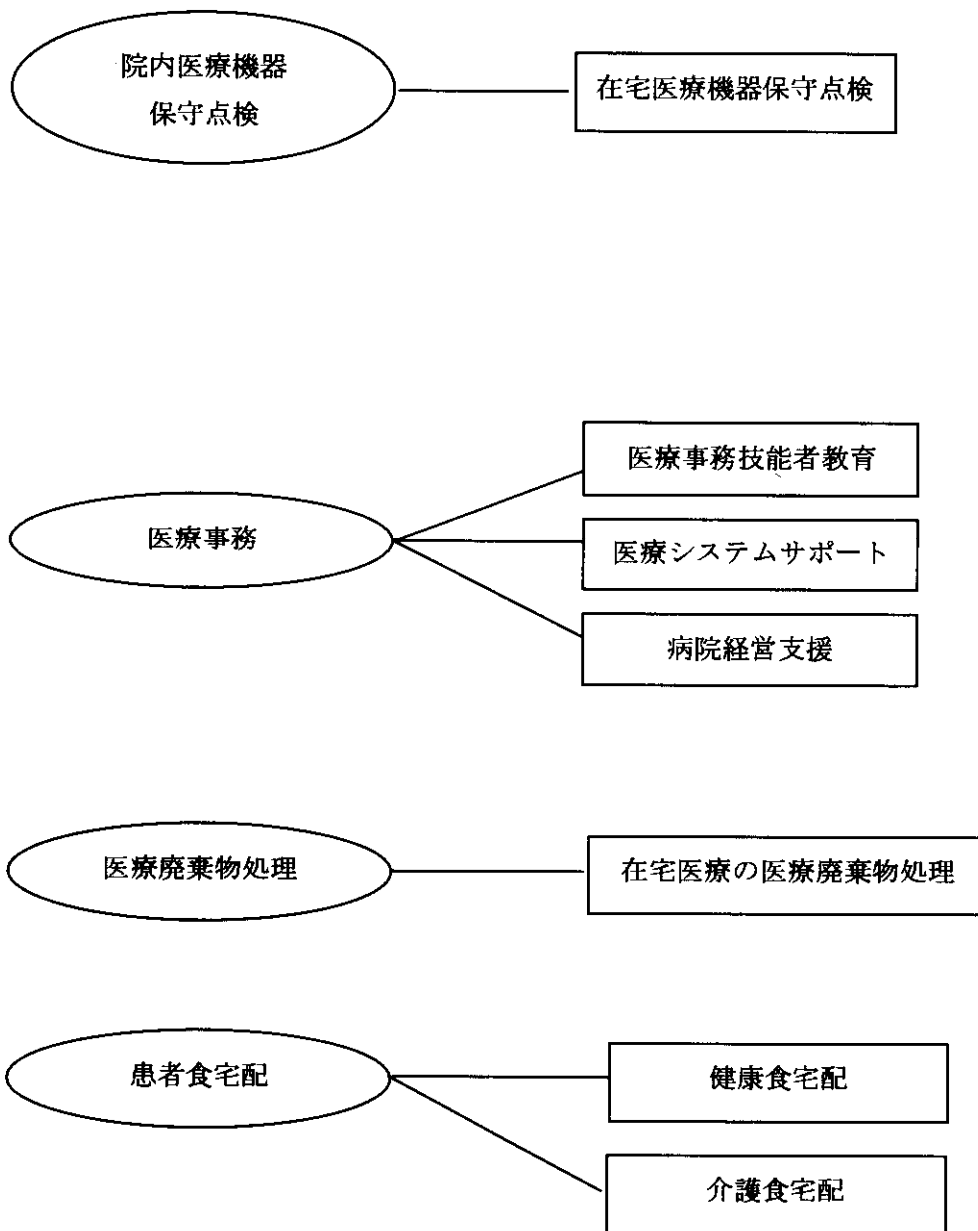 院内医療機器
保守点検
在宅医療機器保守点検
医療事務
医療事務技能者教育
医療システムサポート
病院経営支援
医療廃棄物処理
在宅医療の医療廃棄物処理
患者食宅配
健康食宅配
介護食宅配